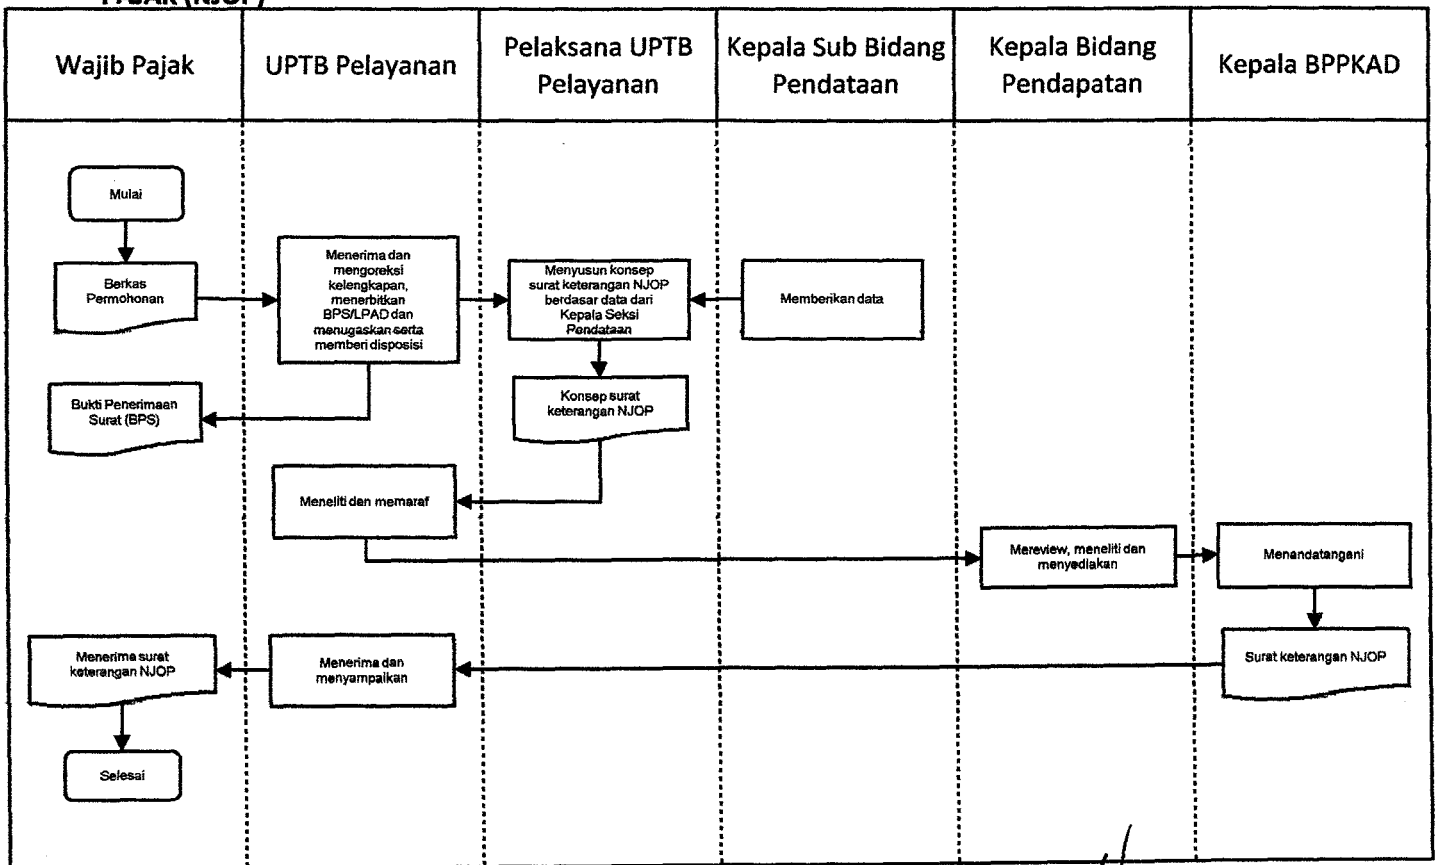 PAJAK (NJOP)
Wajib Pajak
UPTB Pelayanan
Pelaksana UPTB
Pelayanan
Kepala Sub Bidang
Pendataan
Kepala Bidang
Pendapatan
Kepala BPPKAD
Mulai
Berkas
Permohonan
Menerima dan
mengoreksi
kelengkapan,
menerbitkan
BPS/LPAD dan
menugaskan serta
memberi disposisi
Menyusun konsep
surat keterangan NJOP
berdasar data dari
Kepala Seksi
Pendataan
Memberikan data
Bukti Penerimaan
Surat (BPS)
Konsep surat
keterangan NJOP
Meneliti dan memaraf
Mereview, meneliti dan
menyediakan
Menandatangani
Menerima surat
keterangan NJOP
Menerima dan
menyampaikan
Surat keterangan NJOP
Selesai